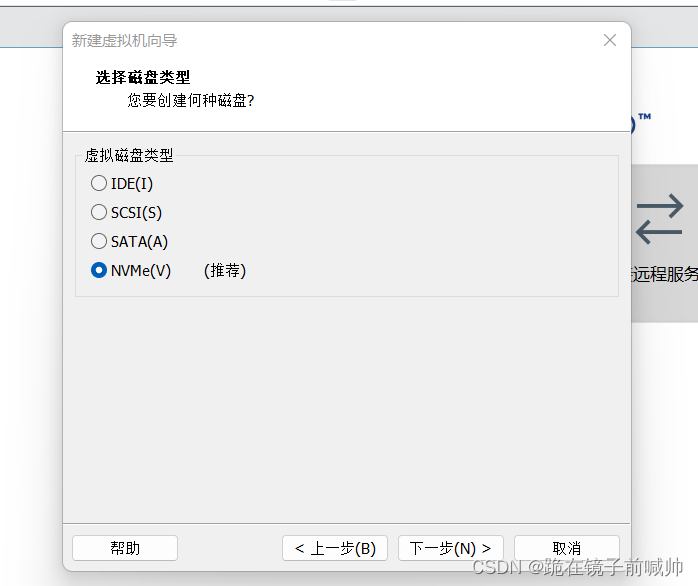 新建虚拟机向导
选择磁盘类型
您要创建何种磁盘?
TM
虚拟磁盘类型
IDE(I)
SCSI(S)
SATA(A)
NVMe(V) (推荐)
远程服务
帮助
< 上一步(B)
下一步(N) >
取消
CSDN @跪在镜子前喊帅